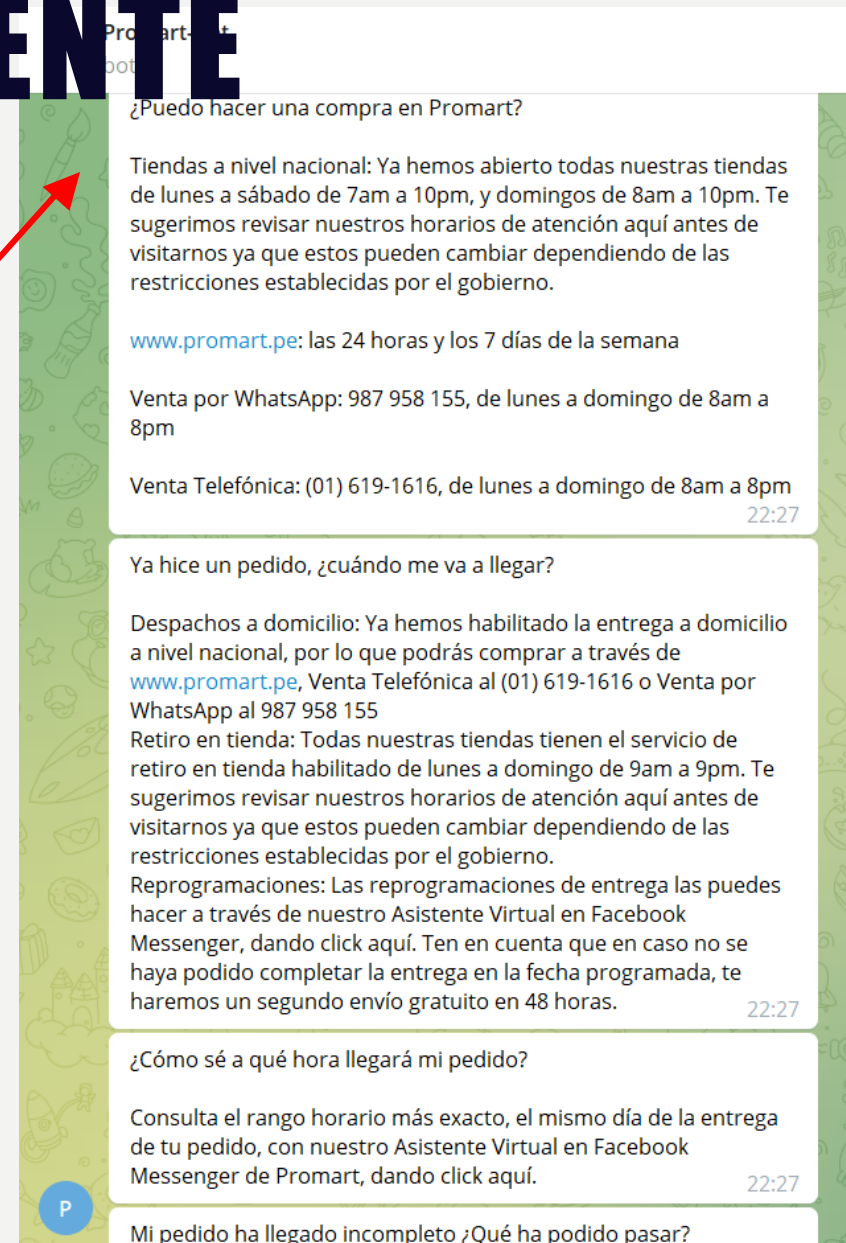 ENTE
bot
¿Puedo hacer una compra en Promart?
Tiendas a nivel nacional: Ya hemos abierto todas nuestras tiendas
de lunes a sábado de 7am a 10pm, y domingos de 8am a 10pm. Te
sugerimos revisar nuestros horarios de atención aquí antes de
visitarnos ya que estos pueden cambiar dependiendo de las
restricciones establecidas por el gobierno.
www.promart.pe: las 24 horas y los 7 días de la semana
Venta por WhatsApp: 987 958 155, de lunes a domingo de 8am a
8pm
Venta Telefónica: (01) 619-1616, de lunes a domingo de 8am a 8pm
22:27
Ya hice un pedido, ¿cuándo me va a llegar?
Despachos a domicilio: Ya hemos habilitado la entrega a domicilio
a nivel nacional, por lo que podrás comprar a través de
www.promart.pe, Venta Telefónica al (01) 619-1616 o Venta por
WhatsApp al 987 958 155
Retiro en tienda: Todas nuestras tiendas tienen el servicio de
retiro en tienda habilitado de lunes a domingo de 9am a 9pm. Te
sugerimos revisar nuestros horarios de atención aquí antes de
visitarnos ya que estos pueden cambiar dependiendo de las
restricciones establecidas por el gobierno.
Reprogramaciones: Las reprogramaciones de entrega las puedes
hacer a través de nuestro Asistente Virtual en Facebook
Messenger, dando click aquí. Ten en cuenta que en caso no se
haya podido completar la entrega en la fecha programada, te
haremos un segundo envío gratuito en 48 horas.
22:27
¿Cómo sé a qué hora llegará mi pedido?
Consulta el rango horario más exacto, el mismo día de la entrega
de tu pedido, con nuestro Asistente Virtual en Facebook
Messenger de Promart, dando click aquí.
22:27
P
Mi pedido ha llegado incompleto ¿Qué ha podido pasar?